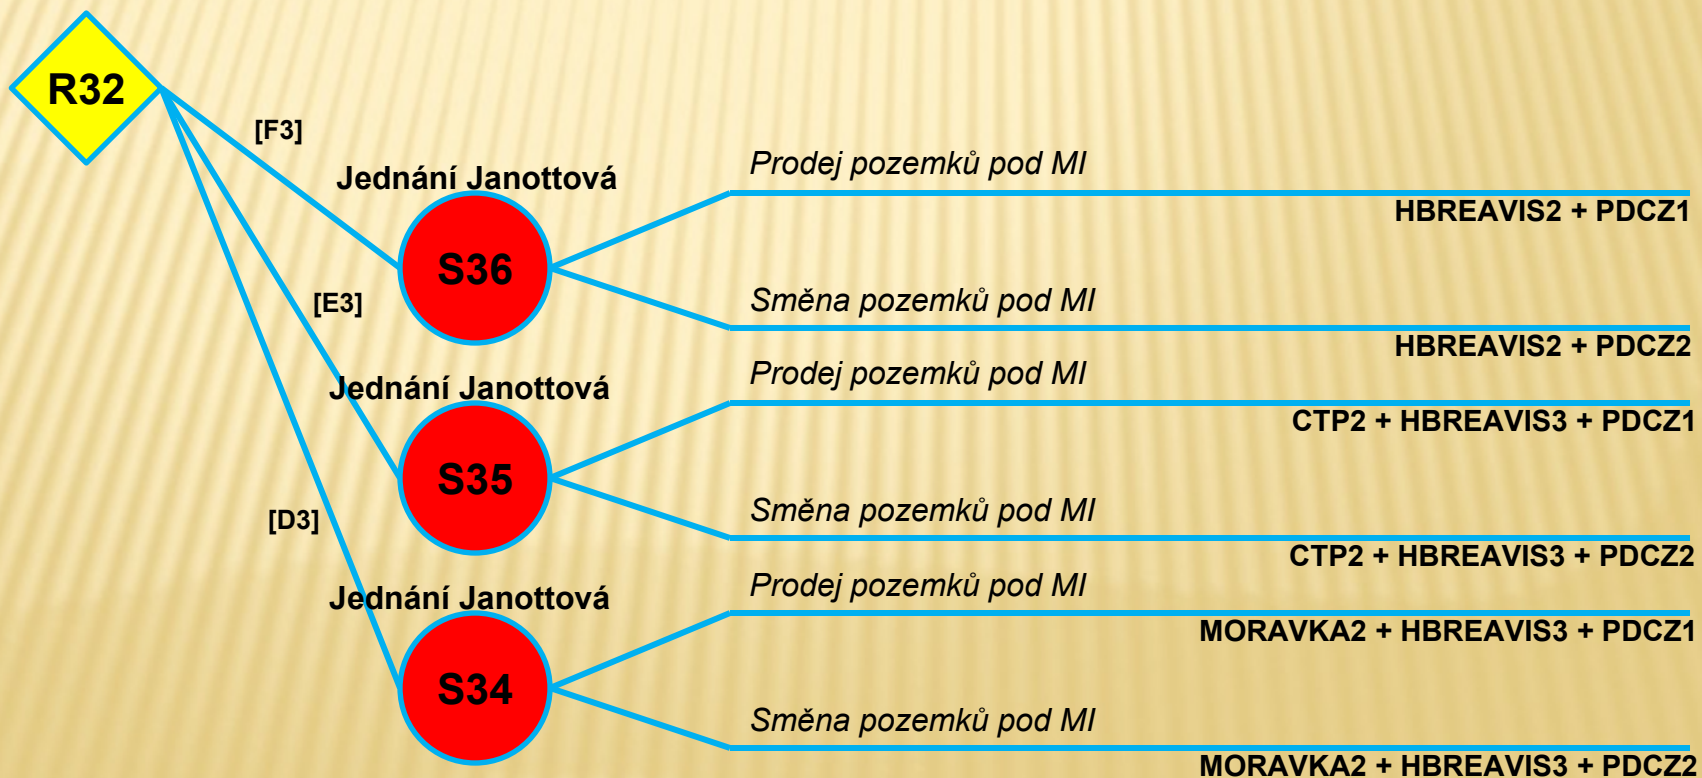 R32
[F3]
Jednání Janottová
S36
Prodej pozemků pod MI
HBREAVIS2 + PDCZ1
Směna pozemků pod MI
HBREAVIS2 + PDCZ2
[E3]
Jednání Janottová
S35
Prodej pozemků pod MI
CTP2 + HBREAVIS3 + PDCZ1
Směna pozemků pod MI
CTP2 + HBREAVIS3 + PDCZ2
[D3]
Jednání Janottová
S34
Prodej pozemků pod MI
MORAVKA2 + HBREAVIS3 + PDCZ1
Směna pozemků pod MI
MORAVKA2 + HBREAVIS3 + PDCZ2